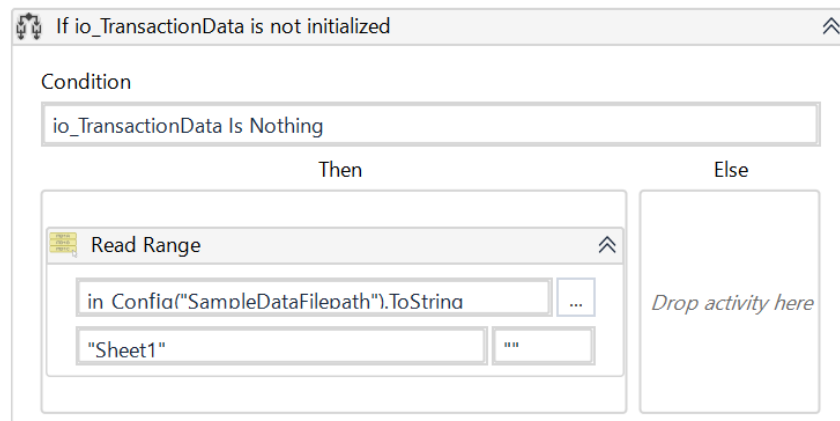 If io_TransactionData is not initialized
Condition
io_TransactionData Is Nothing
Then
Else
Read Range
in_Config("SampleDataFilepath").ToString
...
Drop activity here
"Sheet1"
""